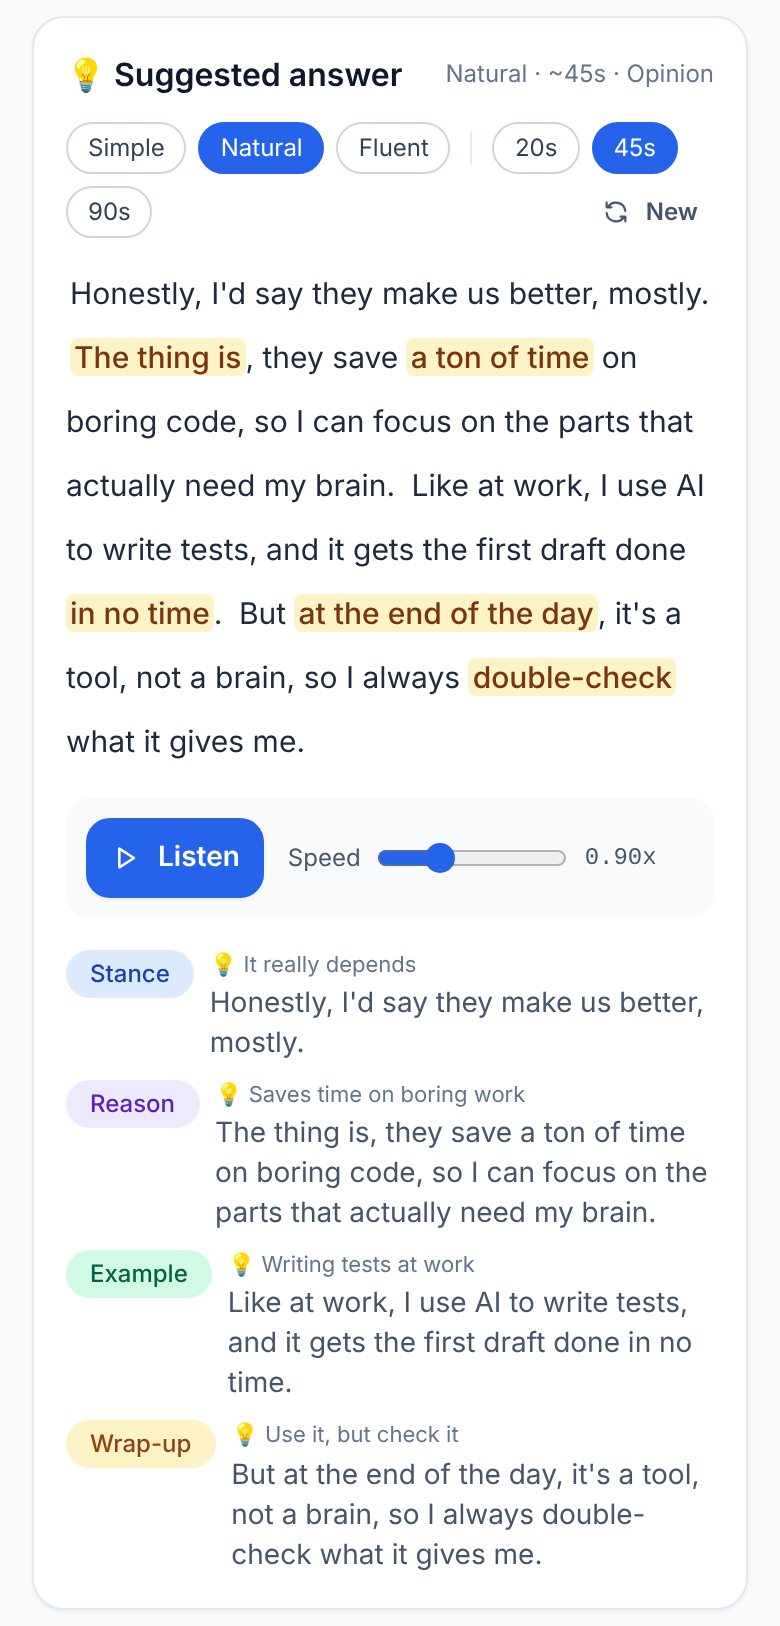 💡 Suggested answer
Natural · ~45s · Opinion
Simple Natural Fluent 20s 45s
90s New
Honestly, I'd say they make us better, mostly.
The thing is, they save a ton of time on
boring code, so I can focus on the parts that
actually need my brain. Like at work, I use AI
to write tests, and it gets the first draft done
in no time. But at the end of the day, it's a
tool, not a brain, so I always double-check
what it gives me.
Listen Speed 0.90x
Stance
💡 It really depends
Honestly, I'd say they make us better,
mostly.
Reason
💡 Saves time on boring work
The thing is, they save a ton of time
on boring code, so I can focus on the
parts that actually need my brain.
Example
💡 Writing tests at work
Like at work, I use AI to write tests,
and it gets the first draft done in no
time.
Wrap-up
💡 Use it, but check it
But at the end of the day, it's a tool,
not a brain, so I always double-
check what it gives me.